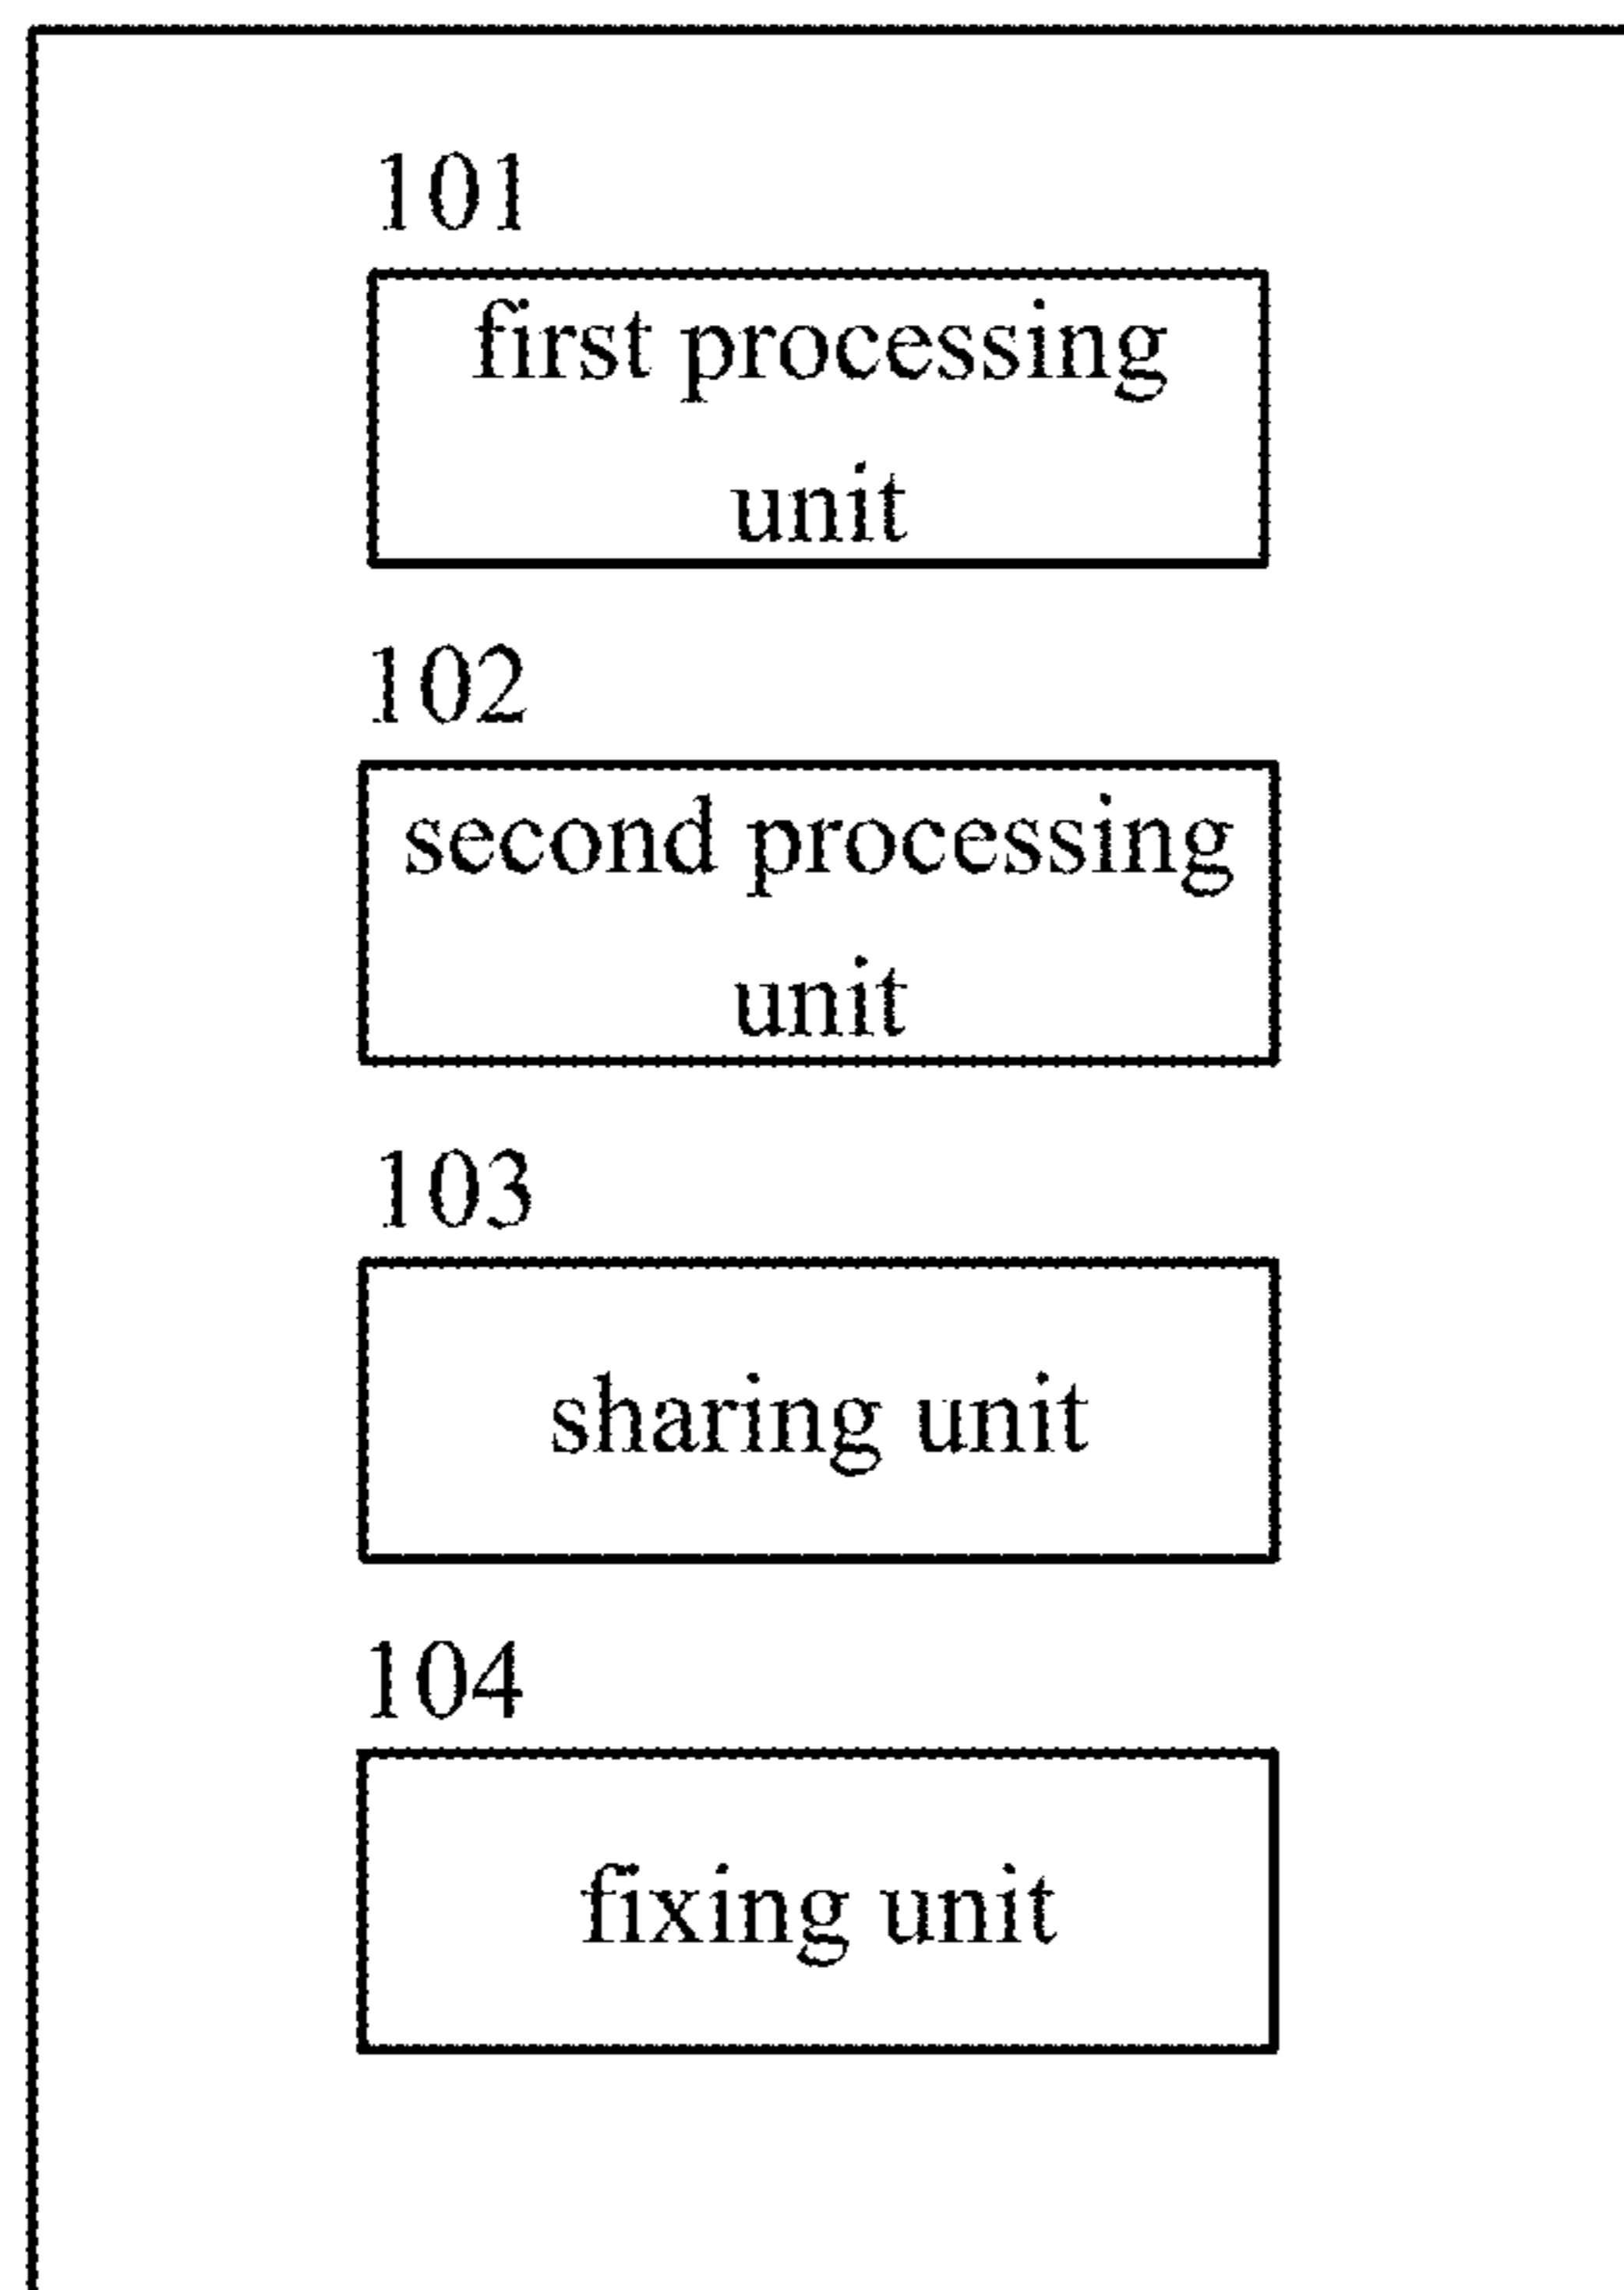 101
first processing
unit
102
second processing
unit
103
sharing unit
104
fixing unit